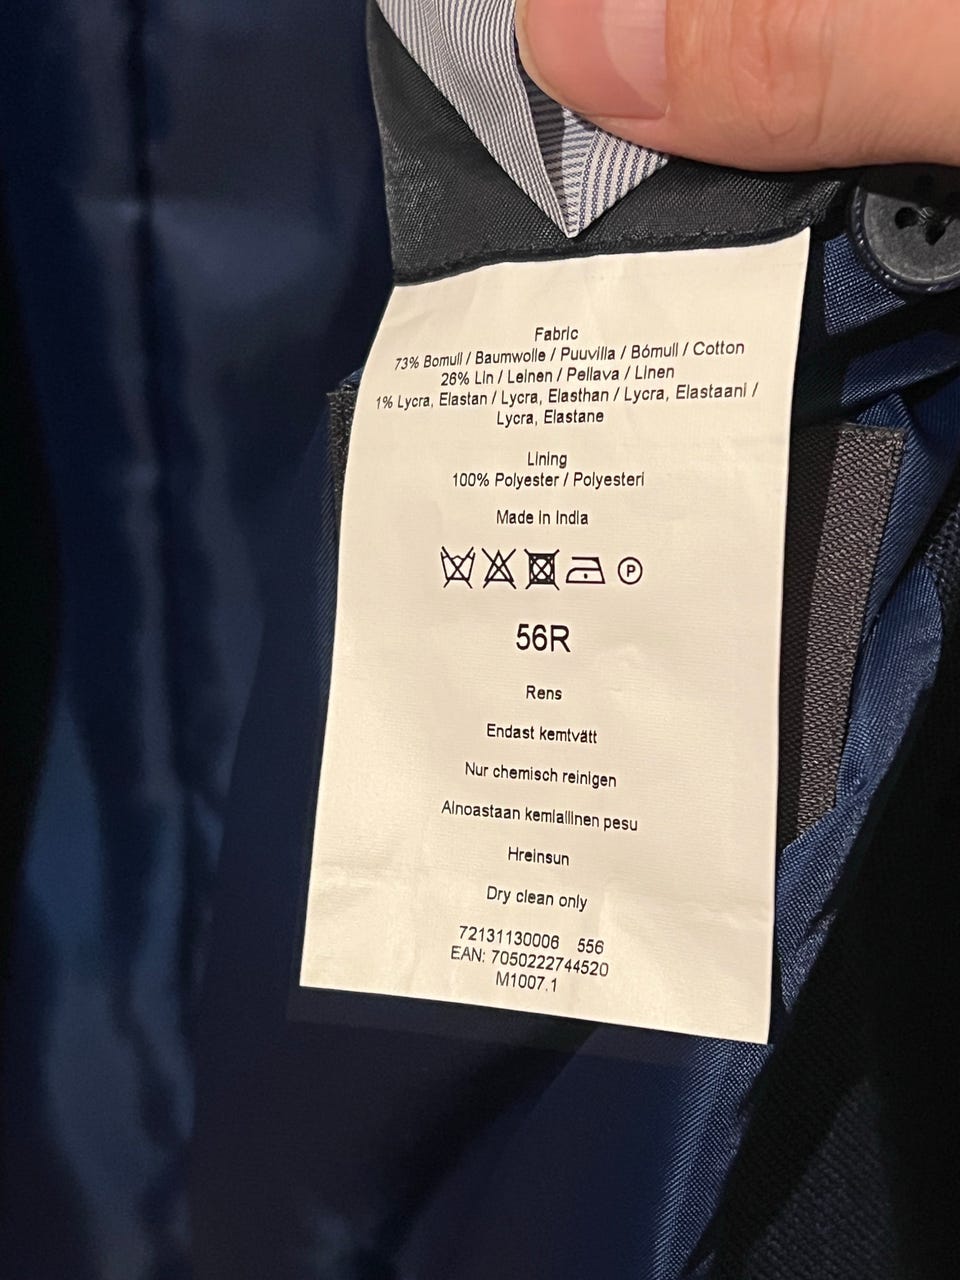 Fabric
73% Bomull / Baumwolle / Puuvilla / Bómull / Cotton
26% Lin / Leinen / Pellava / Linen
1% Lycra, Elastan / Lycra, Elasthan / Lycra, Elastaani /
Lycra, Elastane
Lining
100% Polyester / Polyesteri
Made in India
P
56R
Rens
Endast kemtvätt
Nur chemisch reinigen
Ainoastaan kemiallinen pesu
Hreinsun
Dry clean only
72131130006 556
EAN: 7050222744520
M1007.1